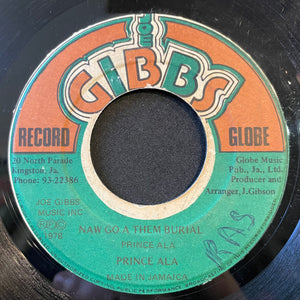 JOE
GIBBS
RECORD GLOBE
20 North Parade
Kingston, Ja.
Phone: 93-22386
Globe Music
Pub., Ja., Ltd.
Producer and
Arranger, J.Gibson
JOE GIBBS
MUSIC INC
1978
NAW GO A THEM BURIAL
PRINCE ALA
PRINCE ALA
MADE IN JAMAICA
RAS